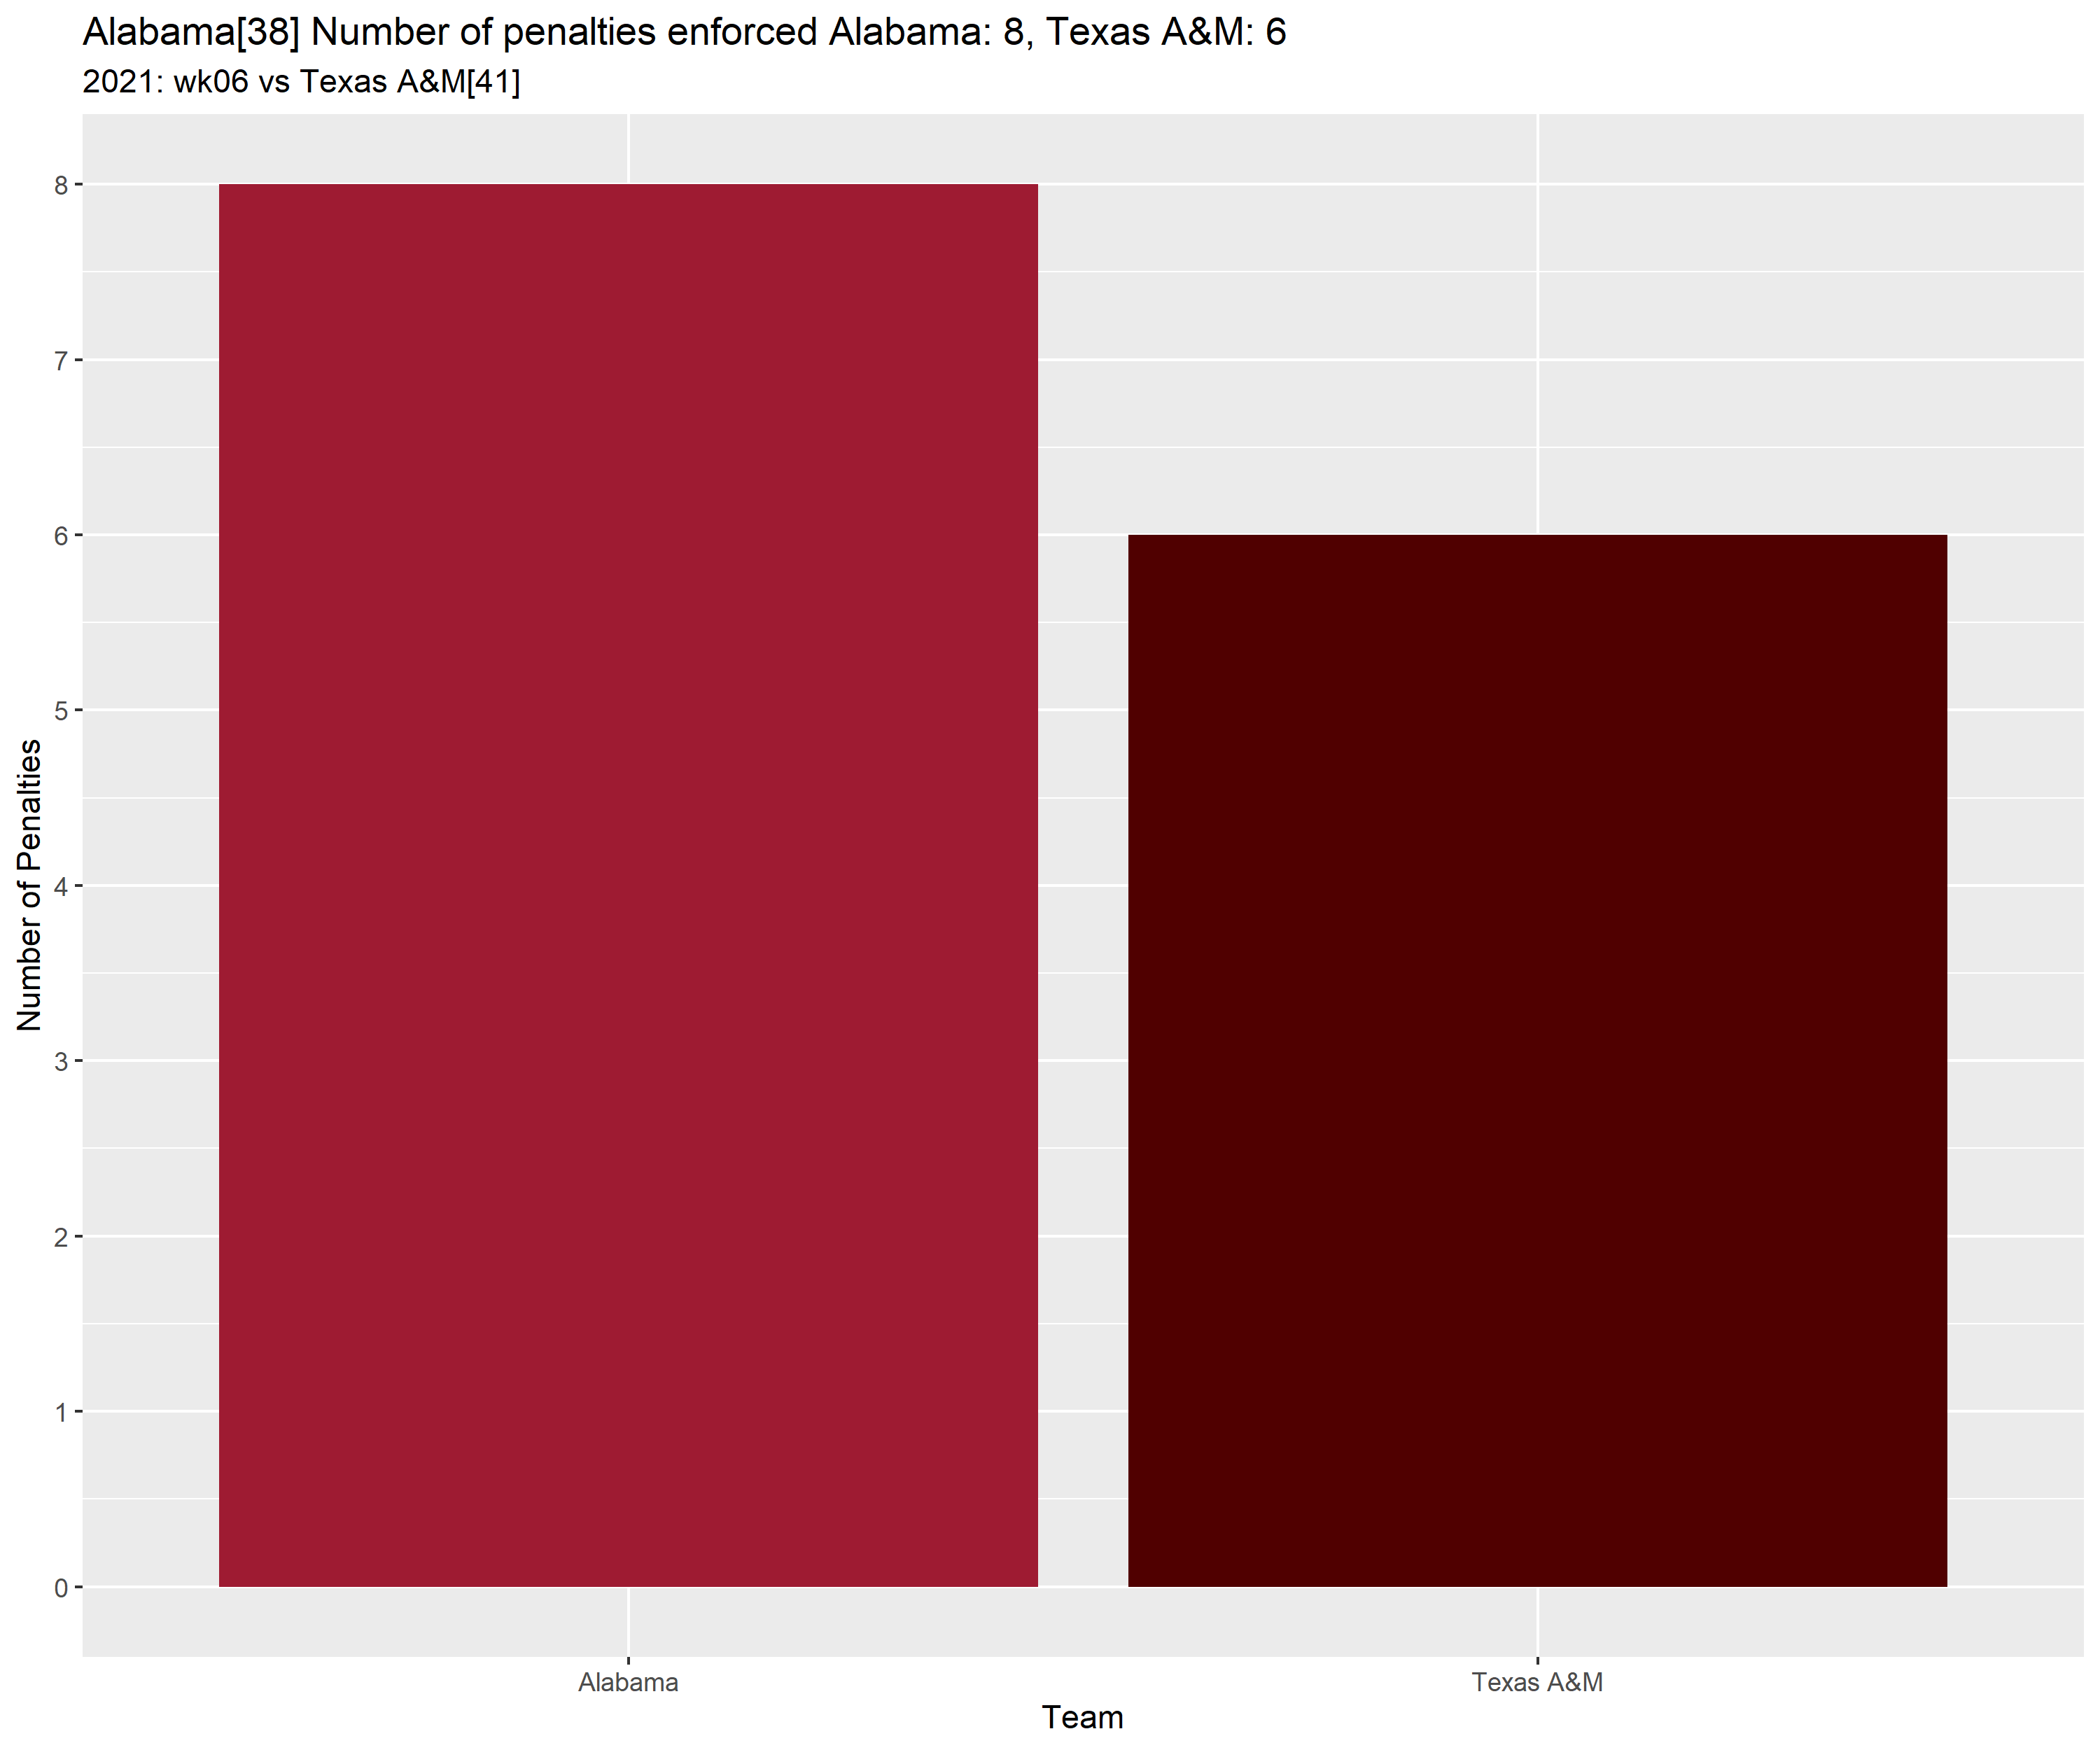 Alabama[38] Number of penalties enforced Alabama: 8, Texas A&M: 6
2021: wk06 vs Texas A&M[41]
Number of Penalties
8
7
6
5
4
3
2
1
0
Alabama
Texas A&M
Team